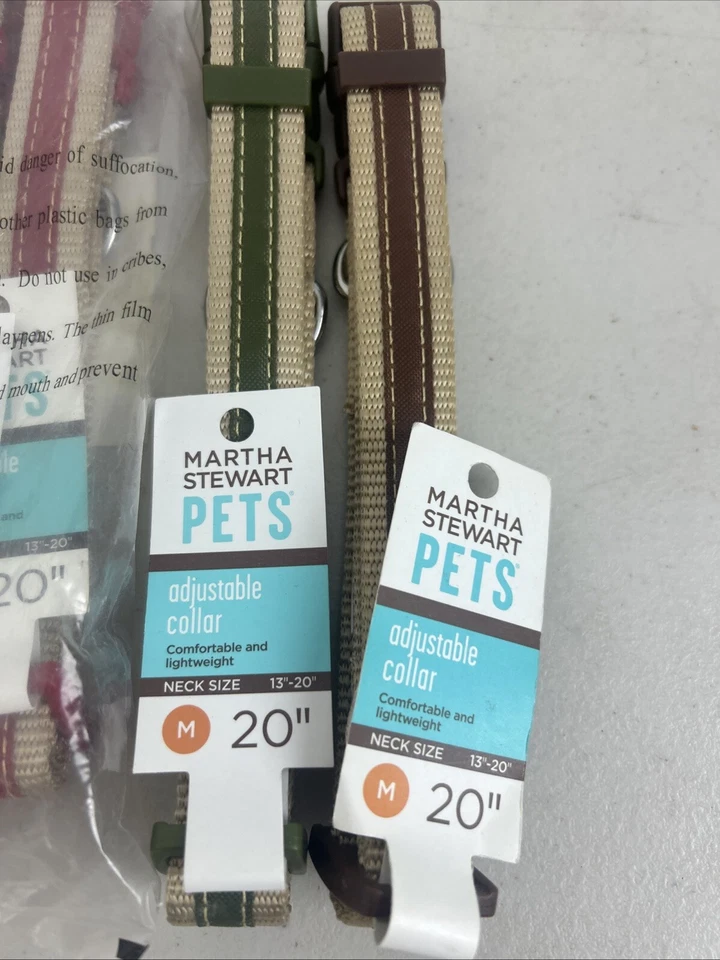 danger of suffocation.
other plastic bags from
Do not use in cribes,
The thin film
mouth and prevent
TS
and
13"-20"
20"
MARTHA
STEWART
PETS
adjustable
collar
Comfortable and
lightweight
NECK SIZE 13"-20"
M 20"
MARTHA
STEWART
PETS
adjustable
collar
Comfortable and
lightweight
NECK SIZE 13"-20"
M 20"